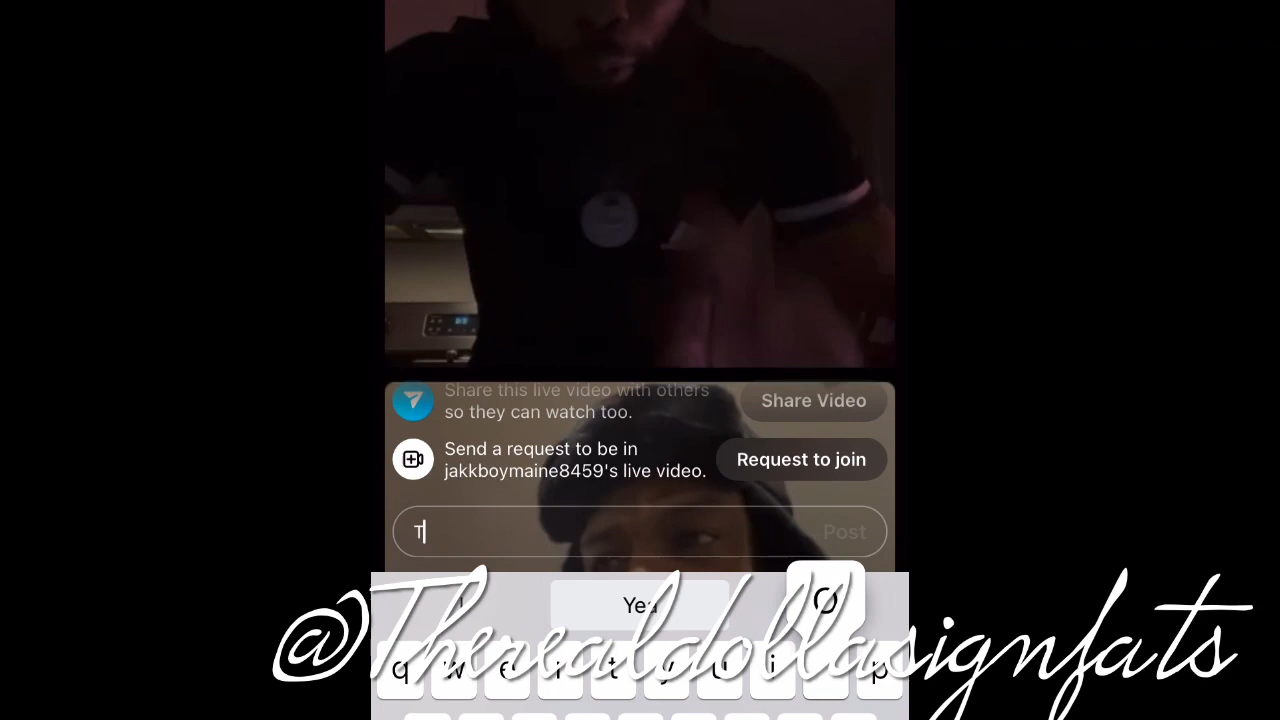 Share this live video with others
so they can watch too.
Share Video
Send a request to be in
jakkboymaine8459's live video.
Request to join
T
Post
Yea
O
@Therealdollasignfats
q w e r t y u i p